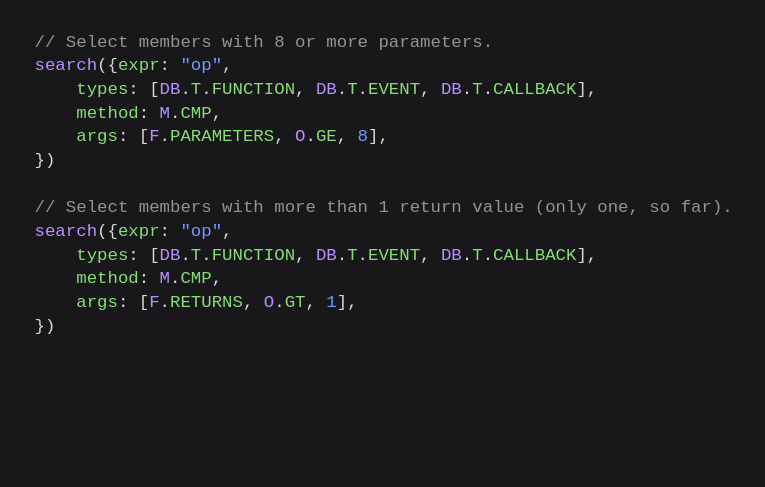 // Select members with 8 or more parameters.
search({expr: "op",
    types: [DB.T.FUNCTION, DB.T.EVENT, DB.T.CALLBACK],
    method: M.CMP,
    args: [F.PARAMETERS, O.GE, 8],
})

// Select members with more than 1 return value (only one, so far).
search({expr: "op",
    types: [DB.T.FUNCTION, DB.T.EVENT, DB.T.CALLBACK],
    method: M.CMP,
    args: [F.RETURNS, O.GT, 1],
})